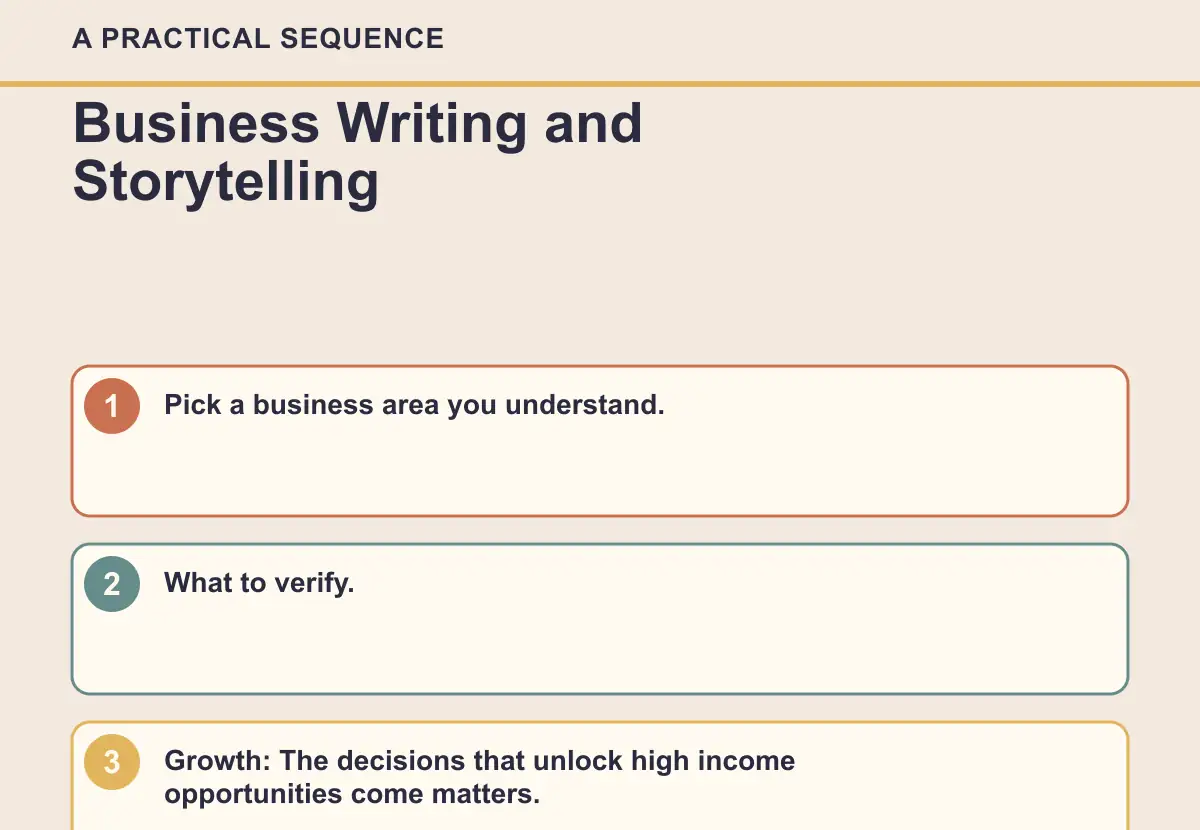 A PRACTICAL SEQUENCE
Business Writing and
Storytelling
1
Pick a business area you understand.
2
What to verify.
3
Growth: The decisions that unlock high income
opportunities come matters.